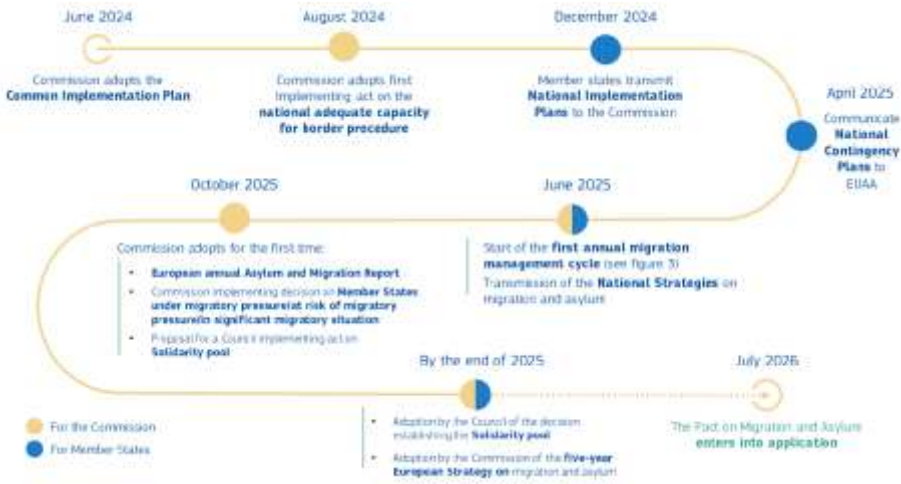 June 2024
August 2024
December 2024
Commission adopts the
Common Implementation Plan
Commission adopts first
Implementing act on the
national adequate capacity
for border procedure
Member states transmit
National Implementation
Plans to the Commission
April 2025
Communicate
National
Contingency
Plans to
EUAA
October 2025
June 2025
Commission adopts for the first time:
• European annual Asylum and Migration Report
• Commission implementing decision on Member States
under migratory pressure/at risk of migratory
pressure/in significant migratory situation
• Proposal for a Council implementing act on
Solidarity pool
Start of the first annual migration
management cycle (see figure 3)
Transmission of the National Strategies on
migration and asylum
By the end of 2025
July 2026
• Adoption by the Council of the decision
establishing the Solidarity pool
• Adoption by the Commission of the five-year
European Strategy on migration and asylum
The Pact on Migration and Asylum
enters into application
For the Commission
For Member States